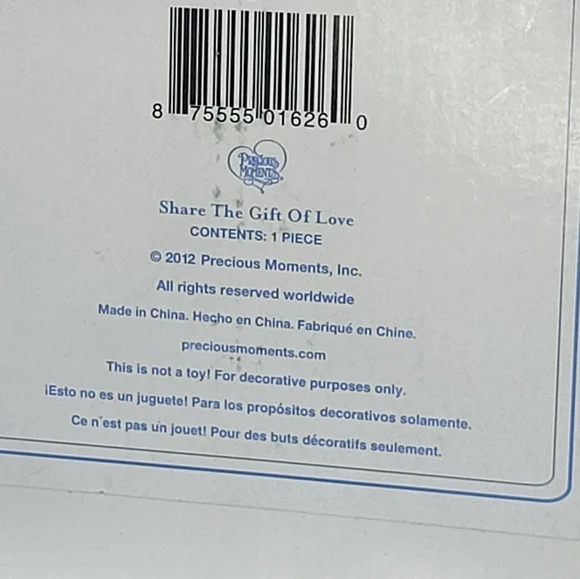 8 75555 01626 0
PRECIOUS
MOMENTS®
Share The Gift Of Love
CONTENTS: 1 PIECE
© 2012 Precious Moments, Inc.
All rights reserved worldwide
Made in China. Hecho en China. Fabriqué en Chine.
preciousmoments.com
This is not a toy! For decorative purposes only.
¡Esto no es un juguete! Para los propósitos decorativos solamente.
Ce n'est pas un jouet! Pour des buts décoratifs seulement.